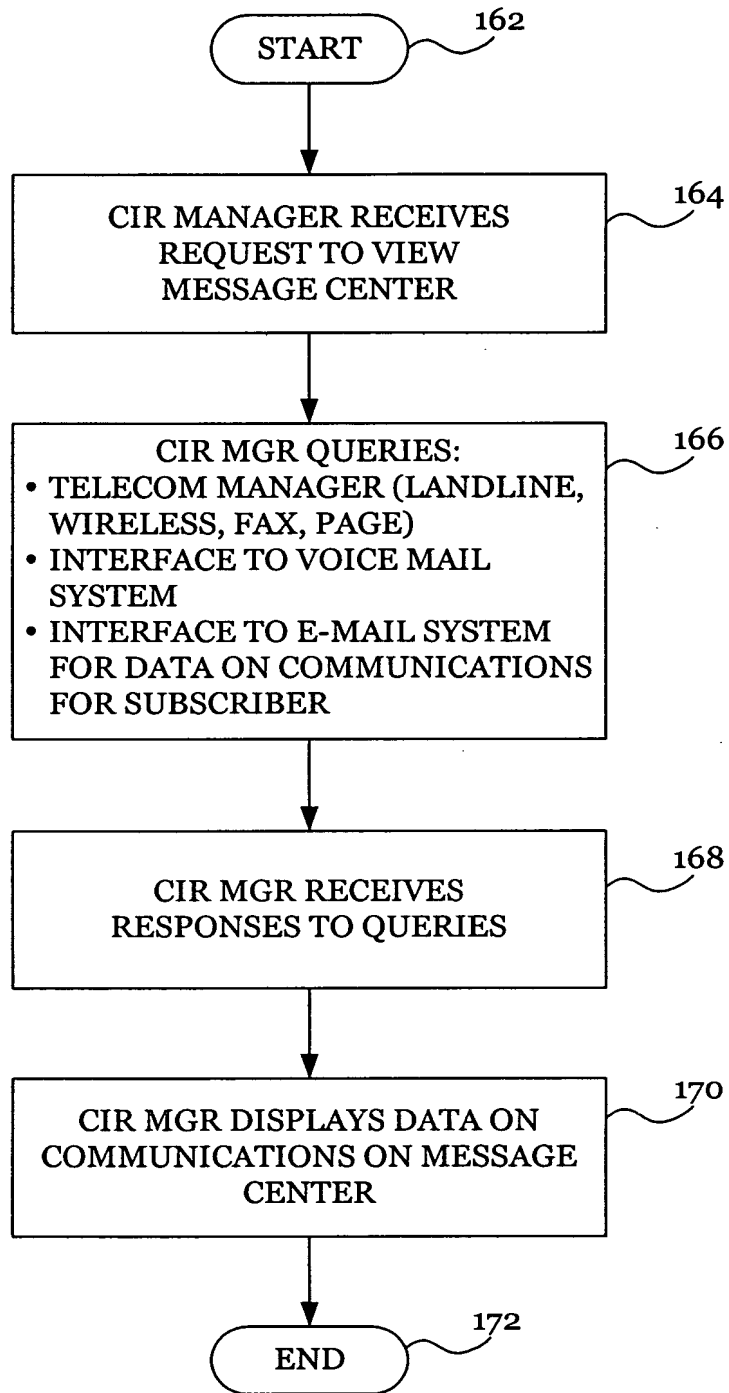 START
162
CIR MANAGER RECEIVES
REQUEST TO VIEW
MESSAGE CENTER
164
CIR MGR QUERIES:
• TELECOM MANAGER (LANDLINE,
WIRELESS, FAX, PAGE)
• INTERFACE TO VOICE MAIL
SYSTEM
• INTERFACE TO E-MAIL SYSTEM
FOR DATA ON COMMUNICATIONS
FOR SUBSCRIBER
166
CIR MGR RECEIVES
RESPONSES TO QUERIES
168
CIR MGR DISPLAYS DATA ON
COMMUNICATIONS ON MESSAGE
CENTER
170
END
172